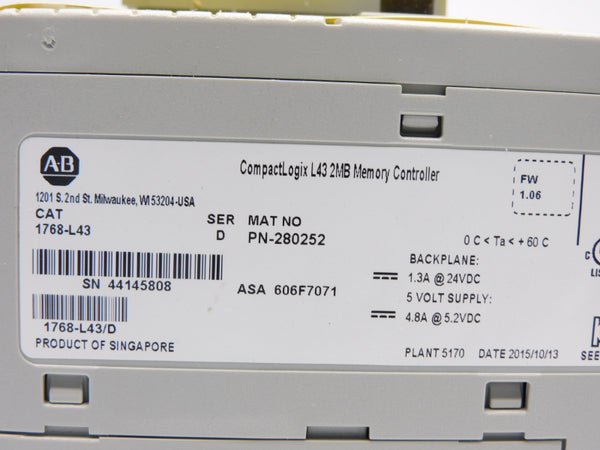 A-B
CompactLogix L43 2MB Memory Controller
FW
1.06
1201 S. 2nd St. Milwaukee, WI 53204-USA
CAT SER MAT NO
1768-L43 D PN-280252
0 C < Ta < + 60 C
BACKPLANE:
1.3A @ 24VDC
SN 44145808 ASA 606F7071
5 VOLT SUPPLY:
4.8A @ 5.2VDC
1768-L43/D
PRODUCT OF SINGAPORE
PLANT 5170 DATE 2015/10/13
C
LIS
SEE